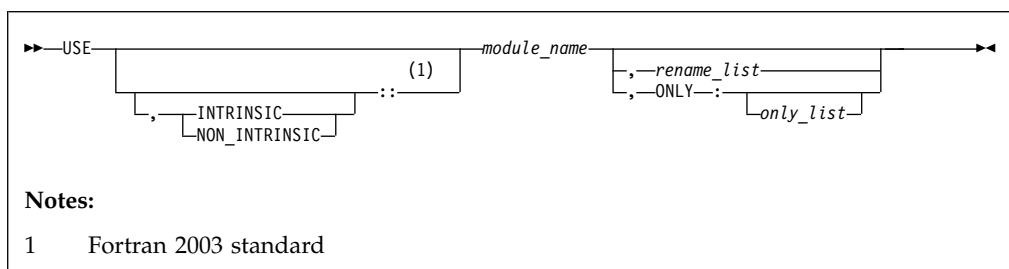 USE module_name
(1) , rename_list
:: , ONLY :
, INTRINSIC only_list
NON_INTRINSIC
Notes:
1 Fortran 2003 standard